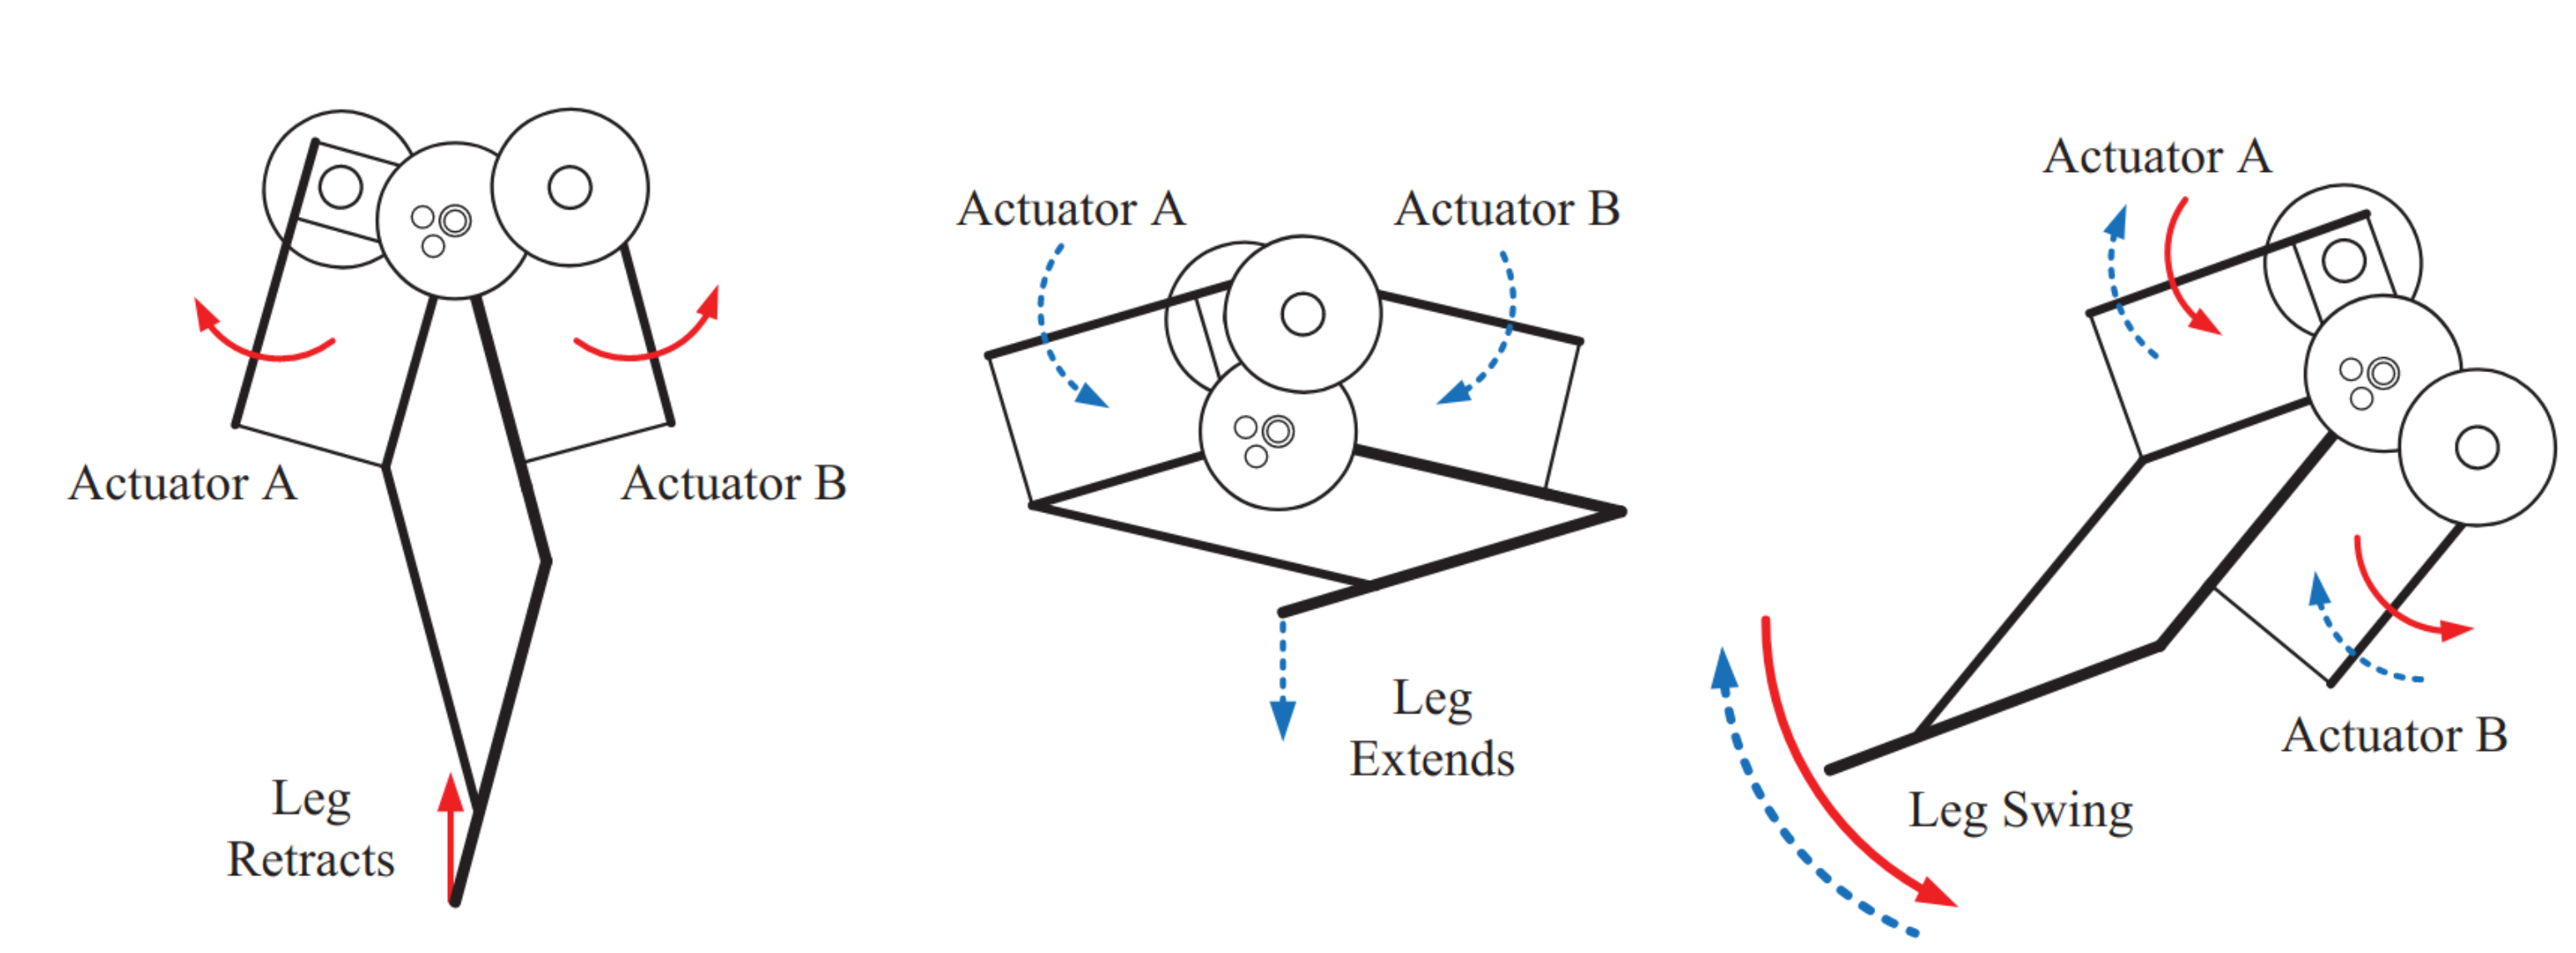 Actuator A
Actuator B
Leg
Retracts
Actuator A
Actuator B
Leg
Extends
Actuator A
Actuator B
Leg Swing